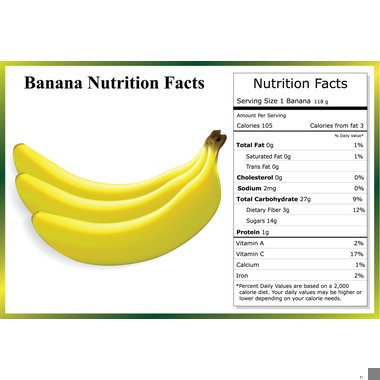 Banana Nutrition Facts
Nutrition Facts
Serving Size 1 Banana 118 g
Amount Per Serving
Calories 105 Calories from fat 3
% Daily Value*
Total Fat 0g 1%
Saturated Fat 0g 1%
Trans Fat 0g
Cholesterol 0g 0%
Sodium 2mg 0%
Total Carbohydrate 27g 9%
Dietary Fiber 3g 12%
Sugars 14g
Protein 1g
Vitamin A 2%
Vitamin C 17%
Calcium 1%
Iron 2%
*Percent Daily Values are based on a 2,000
calorie diet. Your daily values may be higher or
lower depending on your calorie needs.